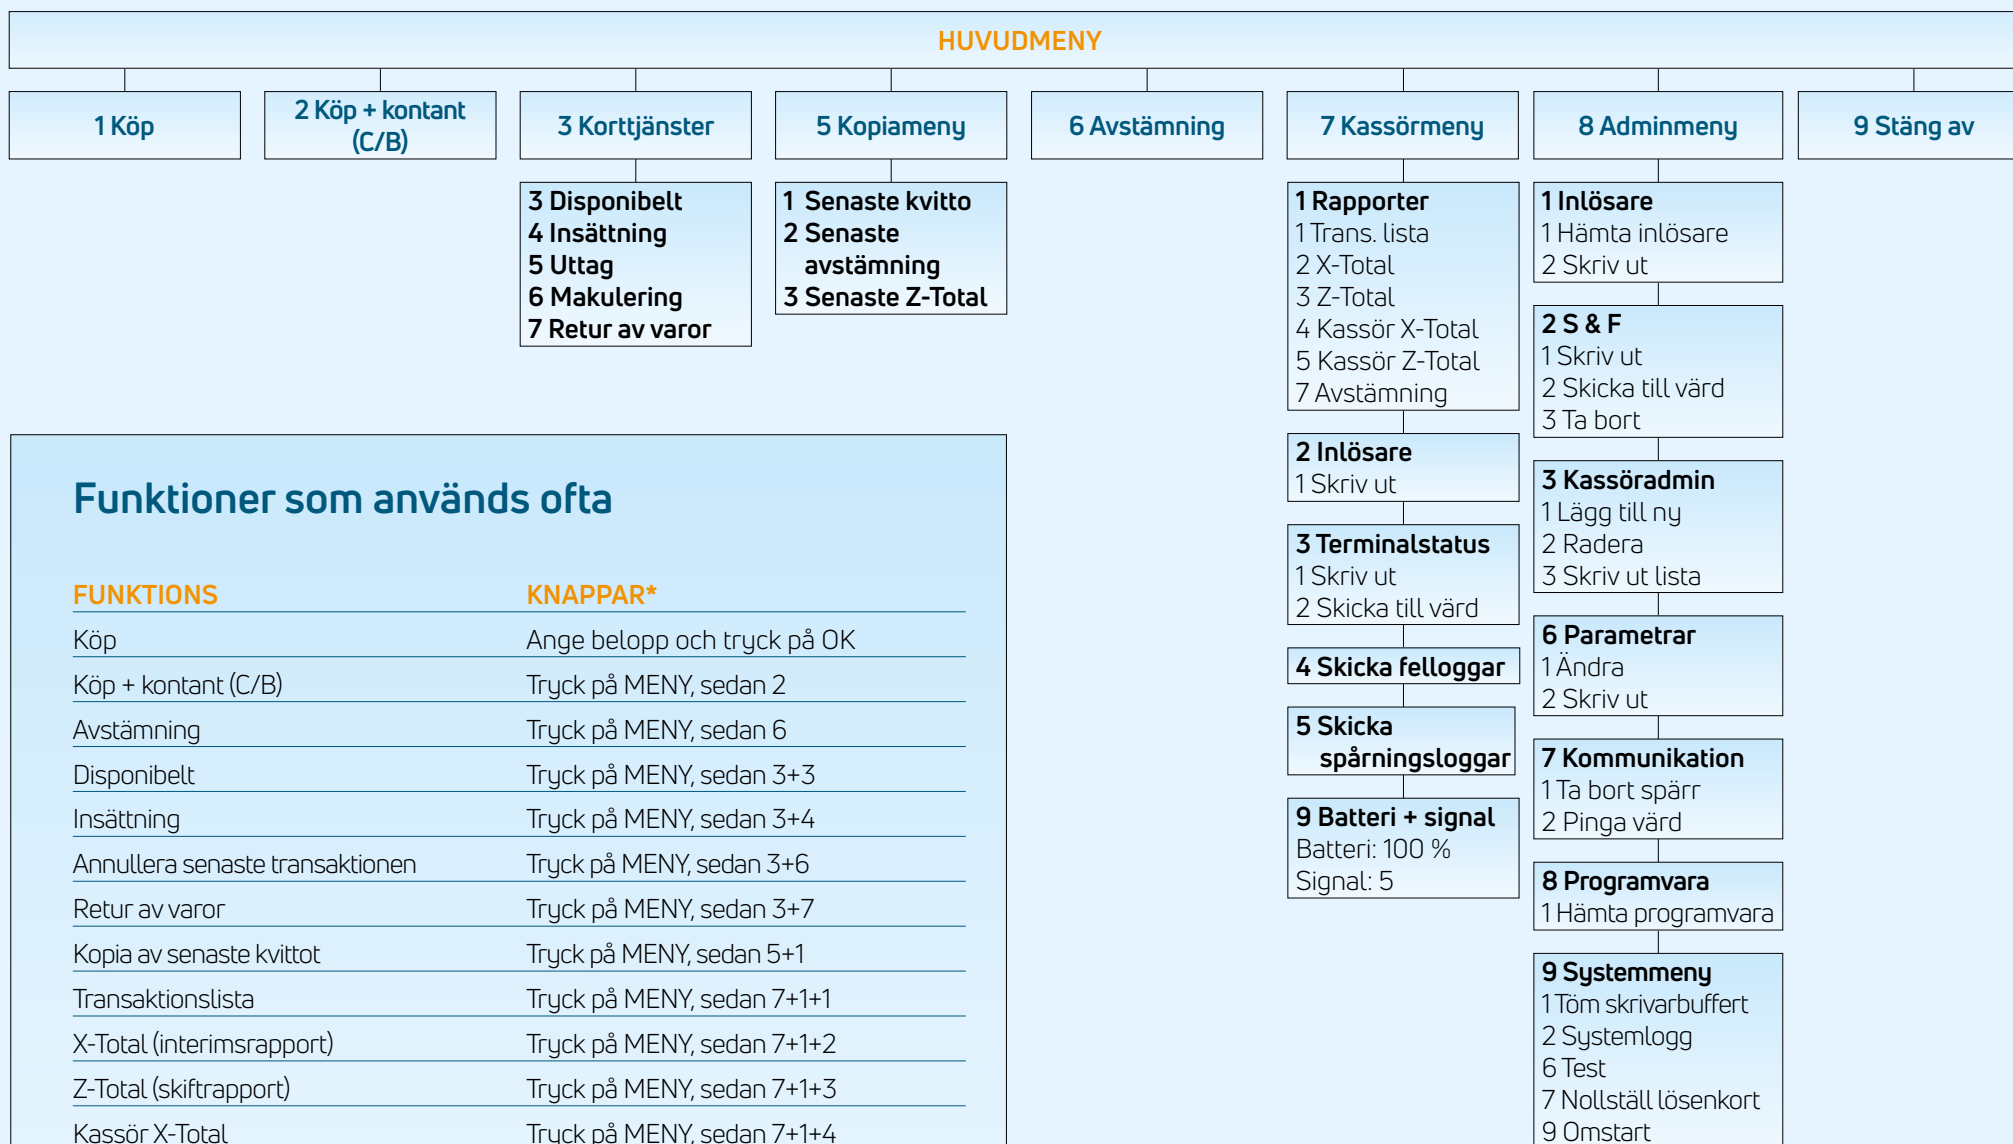 HUVUDMENY
1 Köp
2 Köp + kontant
(C/B)
3 Korttjänster
5 Kopiameny
6 Avstämning
7 Kassörmeny
8 Adminmeny
9 Stäng av
3 Disponibelt
4 Insättning
5 Uttag
6 Makulering
7 Retur av varor
1 Senaste kvitto
2 Senaste
avstämning
3 Senaste Z-Total
1 Rapporter
1 Trans. lista
2 X-Total
3 Z-Total
4 Kassör X-Total
5 Kassör Z-Total
7 Avstämning
2 Inlösare
1 Skriv ut
3 Terminalstatus
1 Skriv ut
2 Skicka till värd
4 Skicka felloggar
5 Skicka
spårningsloggar
9 Batteri + signal
Batteri: 100 %
Signal: 5
1 Inlösare
1 Hämta inlösare
2 Skriv ut
2 S & F
1 Skriv ut
2 Skicka till värd
3 Ta bort
3 Kassöradmin
1 Lägg till ny
2 Radera
3 Skriv ut lista
6 Parametrar
1 Ändra
2 Skriv ut
7 Kommunikation
1 Ta bort spärr
2 Pinga värd
8 Programvara
1 Hämta programvara
9 Systemmeny
1 Töm skrivarbuffert
2 Systemlogg
6 Test
7 Nollställ lösenkort
9 Omstart
Funktioner som används ofta
FUNKTIONS KNAPPAR*
Köp Ange belopp och tryck på OK
Köp + kontant (C/B) Tryck på MENY, sedan 2
Avstämning Tryck på MENY, sedan 6
Disponibelt Tryck på MENY, sedan 3+3
Insättning Tryck på MENY, sedan 3+4
Annullera senaste transaktionen Tryck på MENY, sedan 3+6
Retur av varor Tryck på MENY, sedan 3+7
Kopia av senaste kvittot Tryck på MENY, sedan 5+1
Transaktionslista Tryck på MENY, sedan 7+1+1
X-Total (interimsrapport) Tryck på MENY, sedan 7+1+2
Z-Total (skiftrapport) Tryck på MENY, sedan 7+1+3
Kassör X-Total Tryck på MENY, sedan 7+1+4